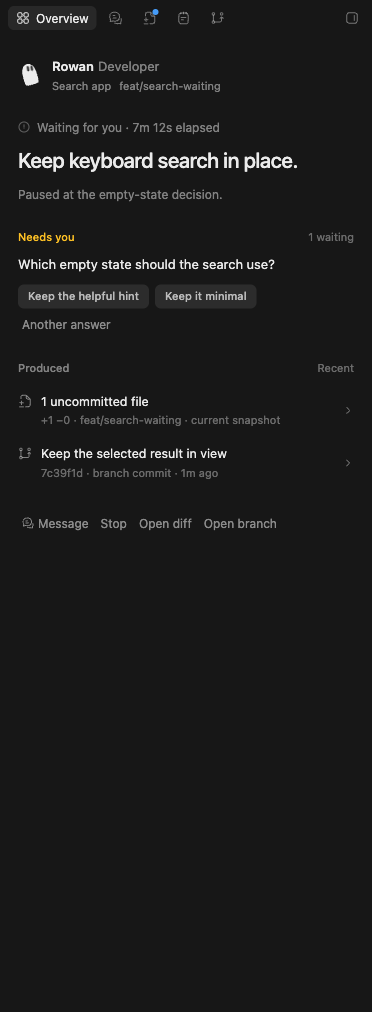 Overview
Rowan Developer
Search app feat/search-waiting
Waiting for you · 7m 12s elapsed
Keep keyboard search in place.
Paused at the empty-state decision.
Needs you 1 waiting
Which empty state should the search use?
Keep the helpful hint Keep it minimal
Another answer
Produced Recent
1 uncommitted file
+1 −0 · feat/search-waiting · current snapshot
Keep the selected result in view
7c39f1d · branch commit · 1m ago
Message Stop Open diff Open branch